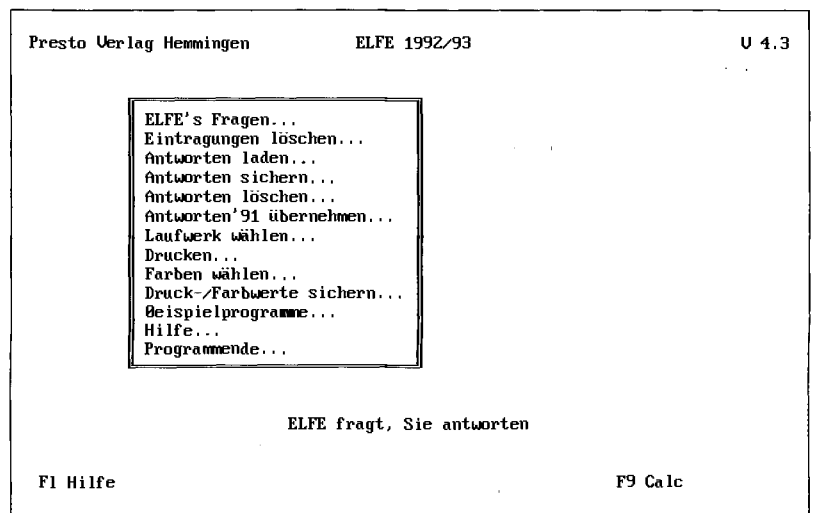 Presto Verlag Hemmingen ELFE 1992/93 V 4.3
ELFE's Fragen...
Eintragungen löschen...
Antworten laden...
Antworten sichern...
Antworten löschen...
Antworten'91 übernehmen...
Laufwerk wählen...
Drucken...
Farben wählen...
Druck-/Farbwerte sichern...
Beispielprogramme...
Hilfe...
Programmende...
ELFE fragt, Sie antworten
F1 Hilfe F9 Calc